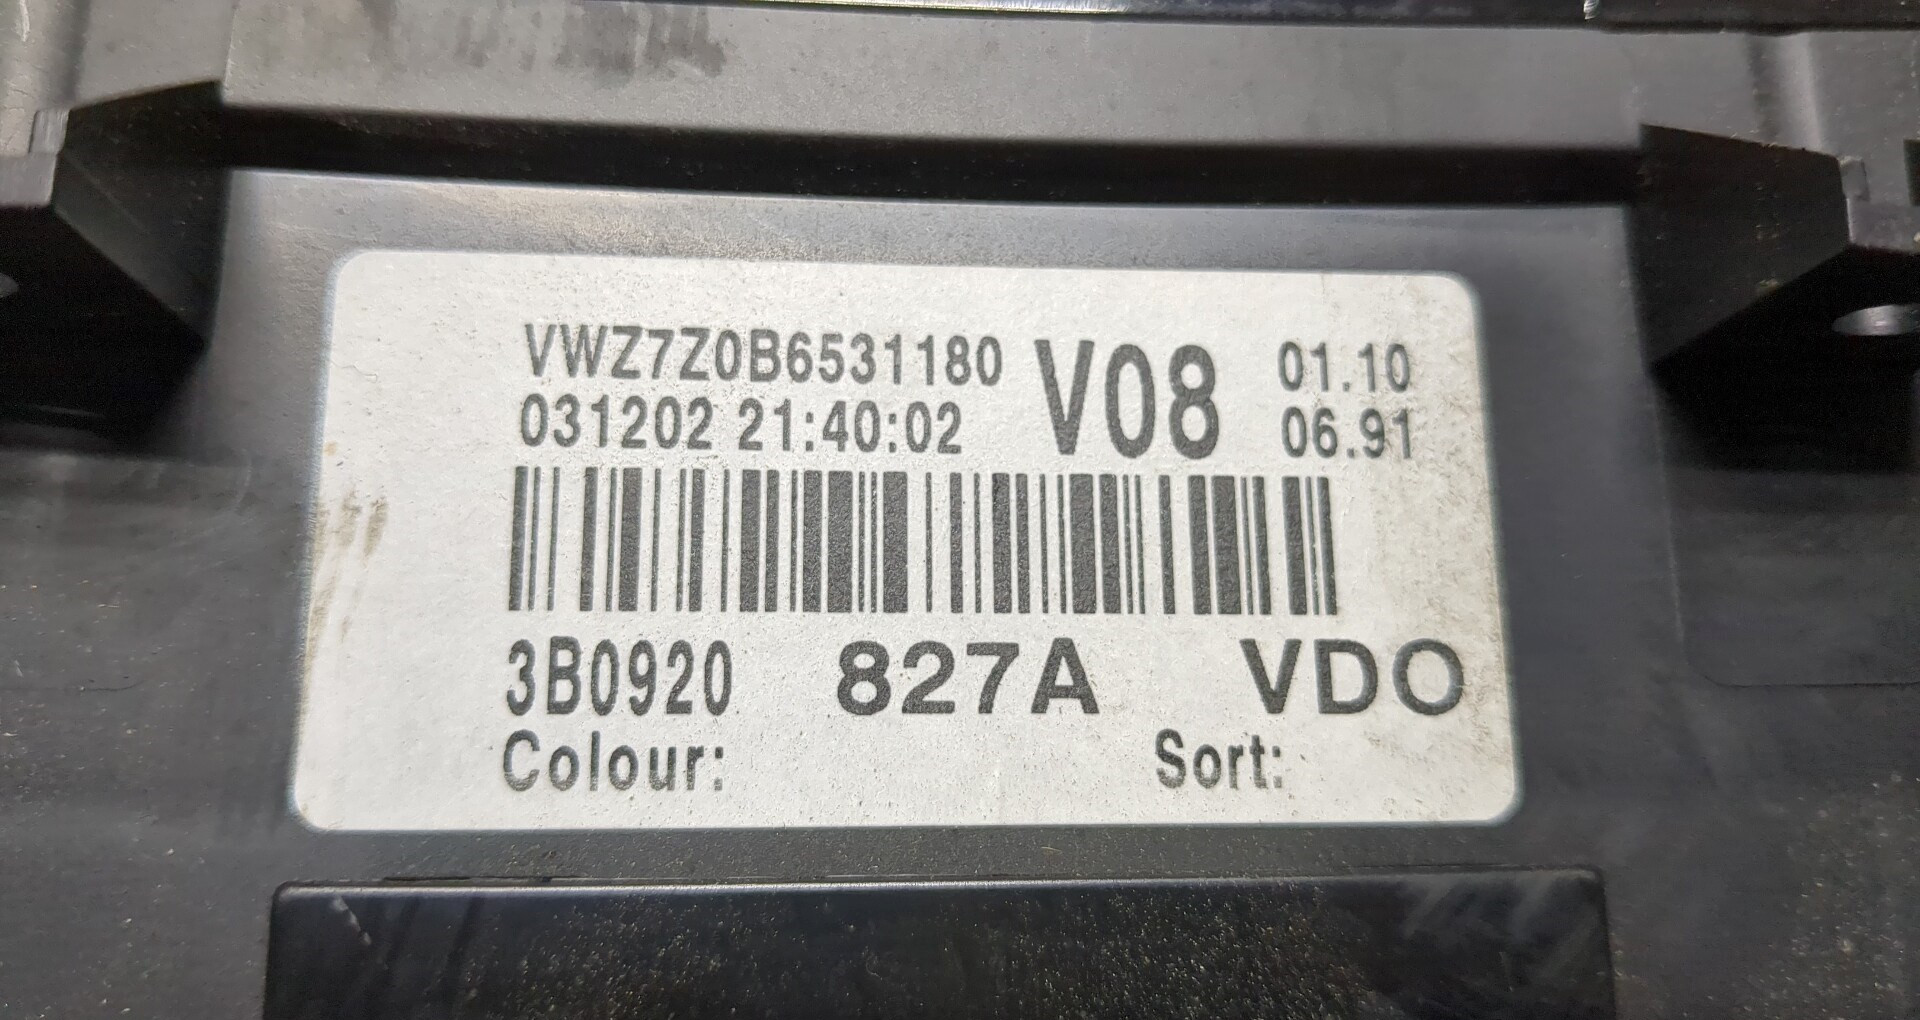 VWZ7Z0B6531180 V08 01.10
031202 21:40:02 06.91
3B0920 827A VDO
Colour: Sort: